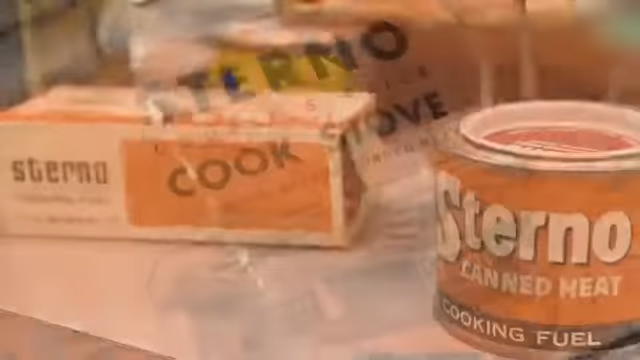 STERNO
COOK STOVE
sterno
Sterno
CANNED HEAT
COOKING FUEL